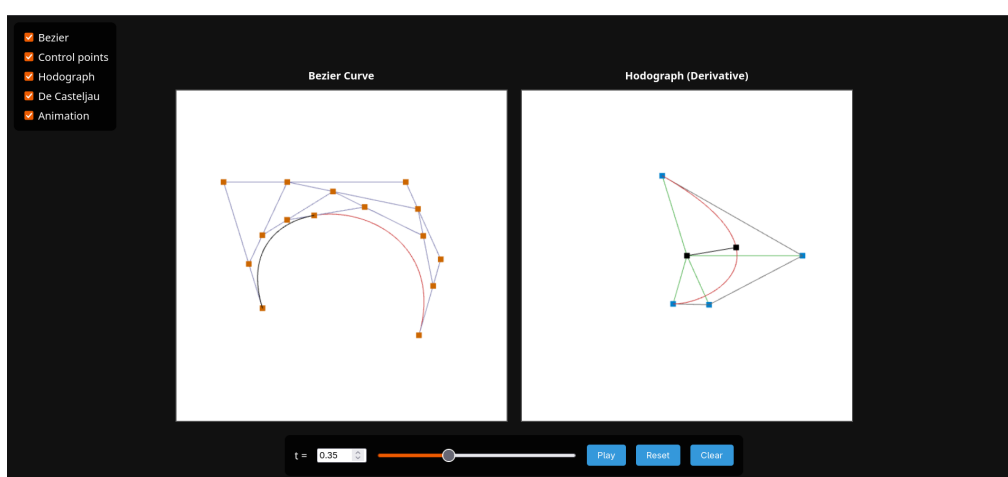 Bezier
Control points
Hodograph
De Casteljau
Animation
Bezier Curve
Hodograph (Derivative)
t = 0.35
Play
Reset
Clear